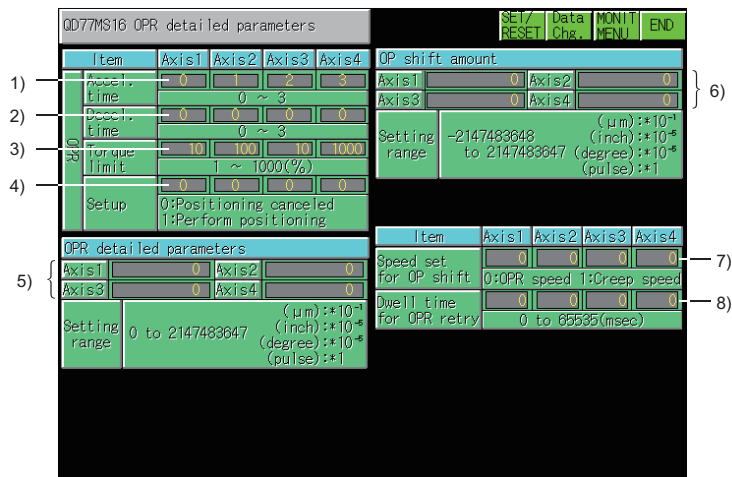 QD77MS16 OPR detailed parameters
SET/ RESET
Data Chg.
MONIT MENU
END
Item Axis1 Axis2 Axis3 Axis4
OPR
1)
Accel. time 0 1 2 3
0 ~ 3
2)
Decel. time 0 0 0 0
0 ~ 3
3)
Torque limit 10 100 10 1000
1 ~ 1000(%)
4)
Setup 0 0 0 0
0:Positioning canceled
1:Perform positioning
5)
OPR detailed parameters
Axis1 0 Axis2 0
Axis3 0 Axis4 0
Setting range
0 to 2147483647
(μm):*10⁻¹
(inch):*10⁻⁵
(degree):*10⁻⁵
(pulse):*1
OP shift amount
Axis1 0 Axis2 0
Axis3 0 Axis4 0
6)
Setting range
-2147483648
to 2147483647
(μm):*10⁻¹
(inch):*10⁻⁵
(degree):*10⁻⁵
(pulse):*1
Item Axis1 Axis2 Axis3 Axis4
Speed set for OP shift 0 0 0 0
7)
0:OPR speed 1:Creep speed
Dwell time for OPR retry 0 0 0 0
8)
0 to 65535(msec)